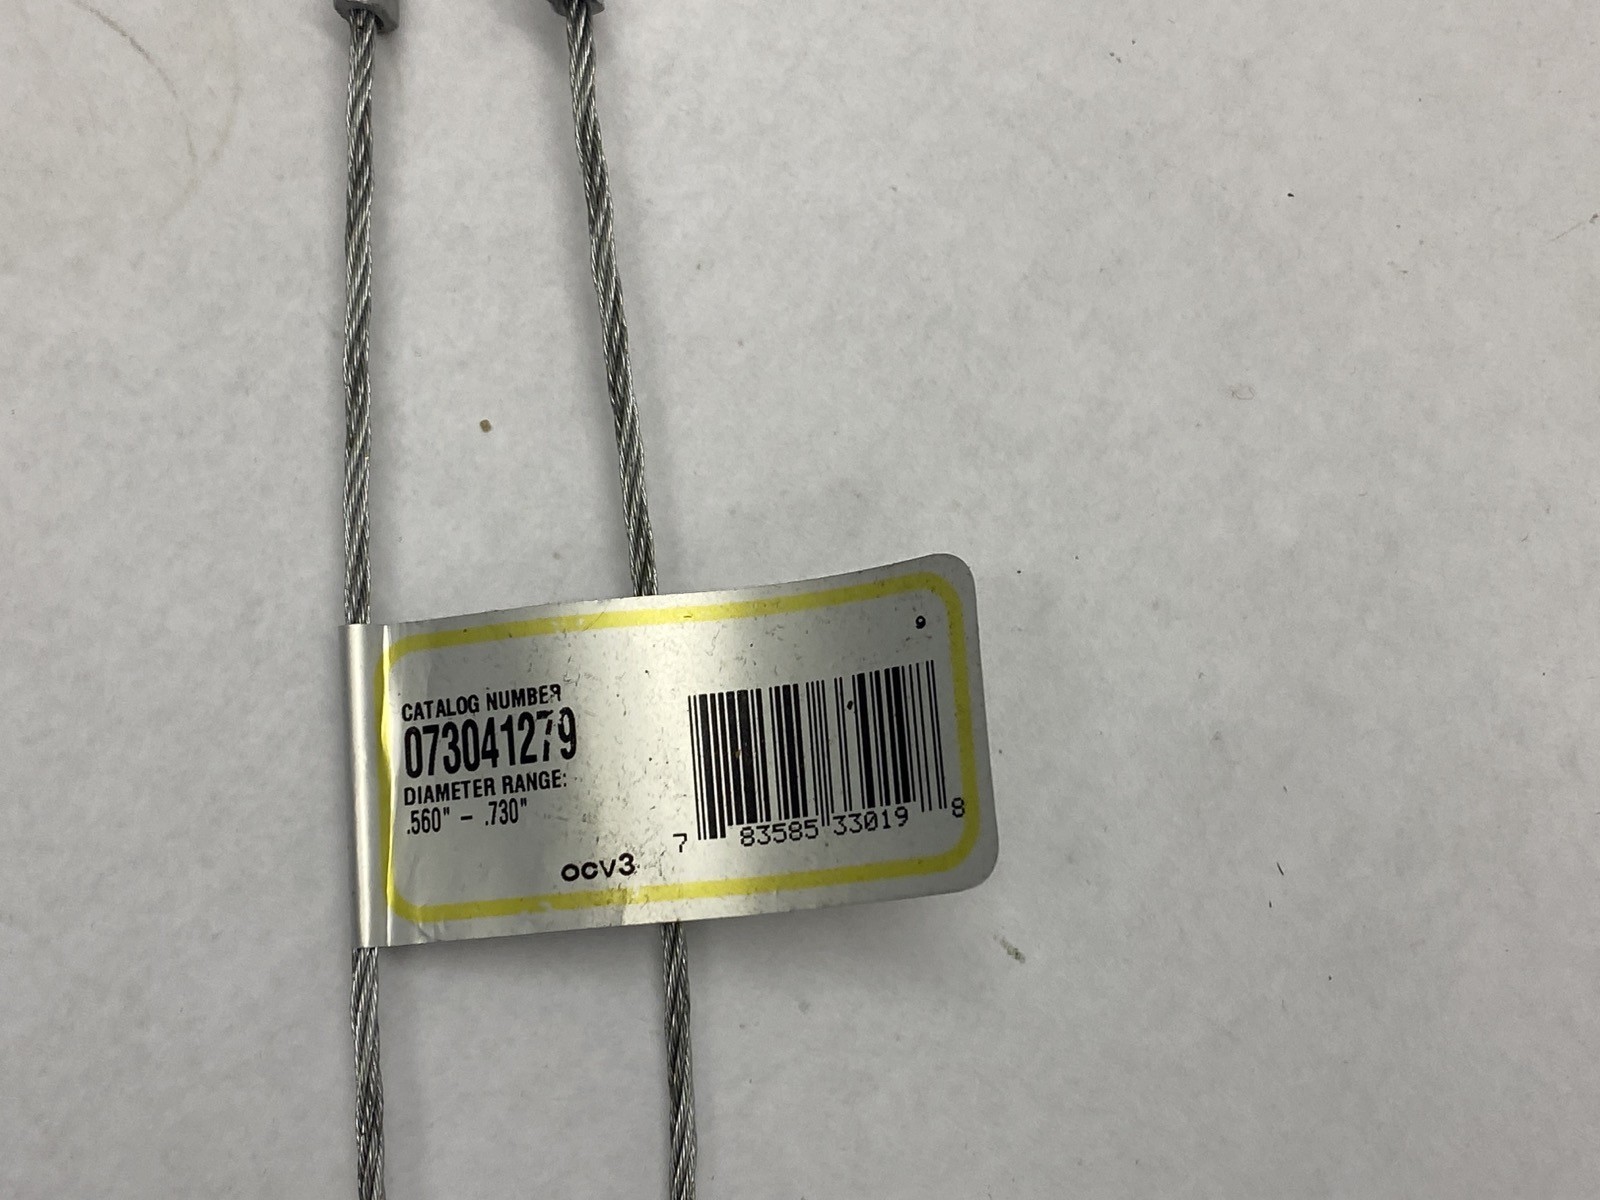 9
CATALOG NUMBER
073041279
DIAMETER RANGE:
.560" – .730"
7 83585 33019 8
ocv3